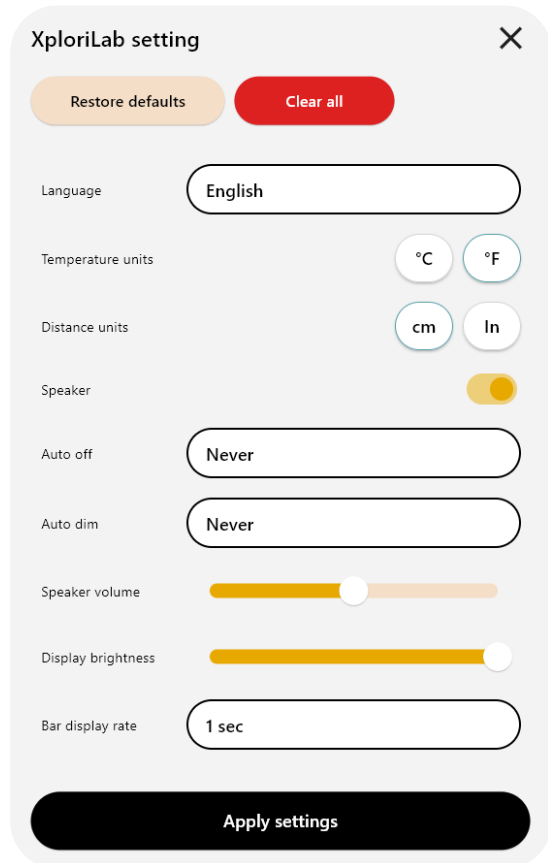 XploriLab setting
Restore defaults Clear all
Language English
Temperature units °C °F
Distance units cm In
Speaker
Auto off Never
Auto dim Never
Speaker volume
Display brightness
Bar display rate 1 sec
Apply settings